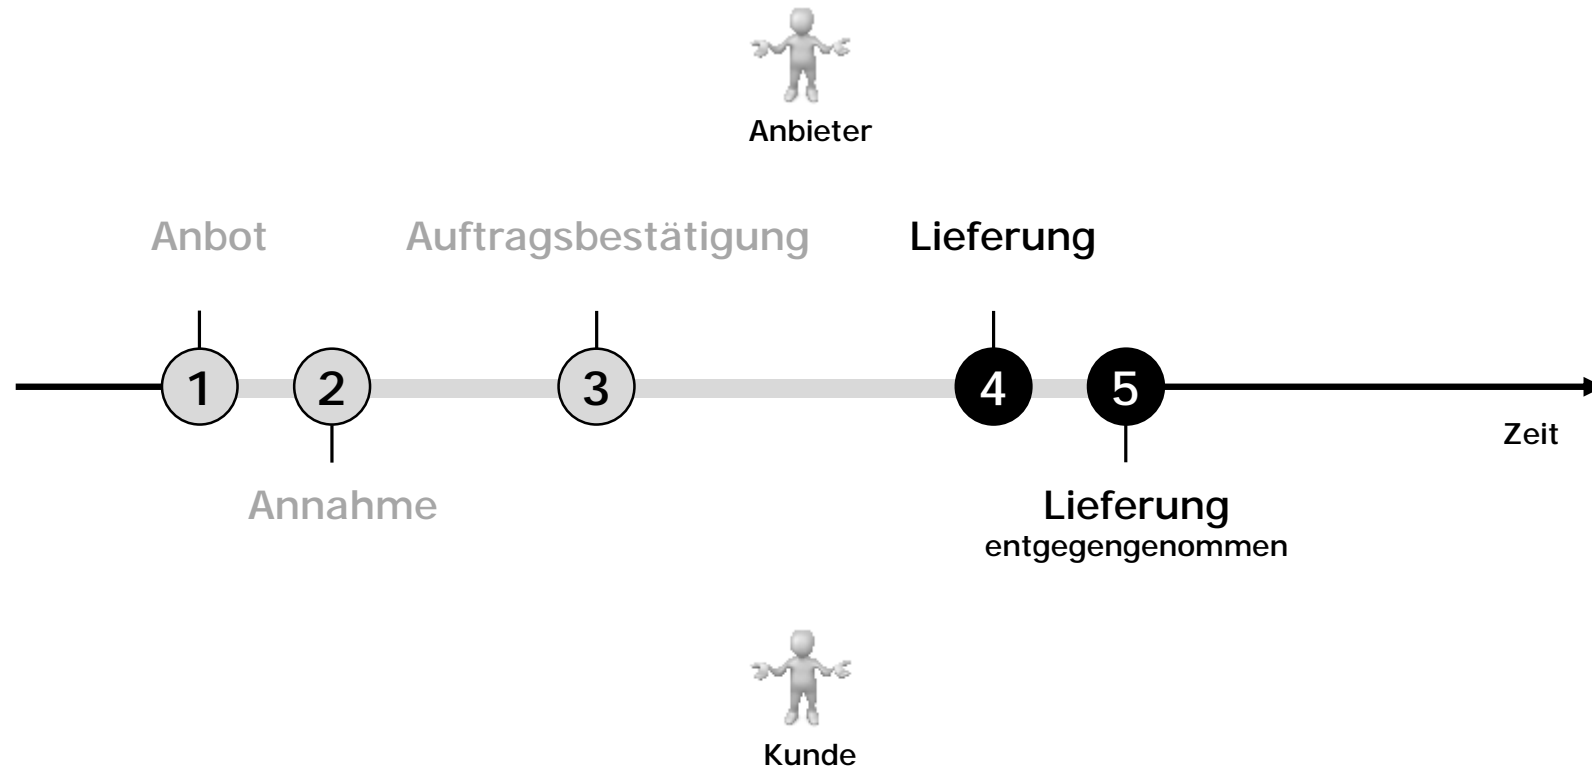 Anbieter
Anbot
Auftragsbestätigung
Lieferung
1
2
3
4
5
Zeit
Annahme
Lieferung
entgegengenommen
Kunde